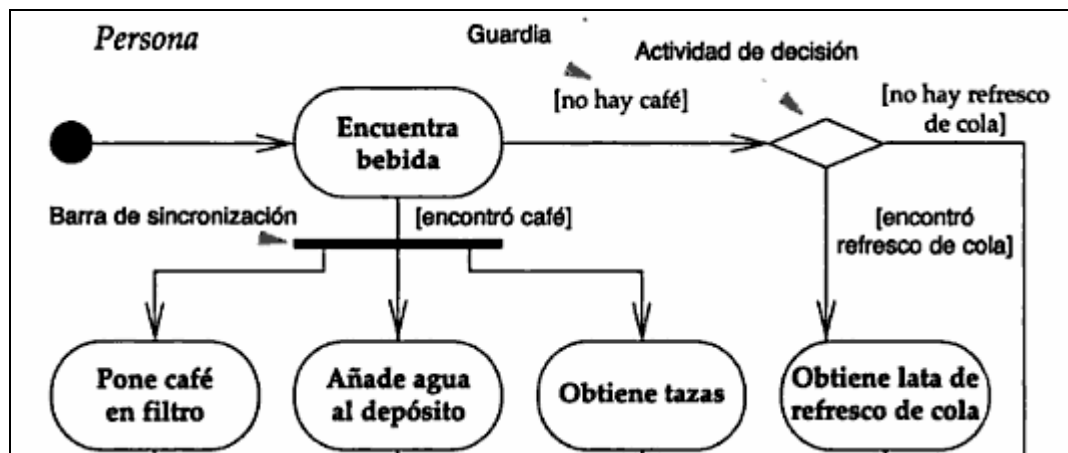 Persona
Guardia
Actividad de decisión
[no hay café]
[no hay refresco
de cola]
Encuentra
bebida
Barra de sincronización
[encontró café]
[encontró
refresco de cola]
Pone café
en filtro
Añade agua
al depósito
Obtiene tazas
Obtiene lata de
refresco de cola